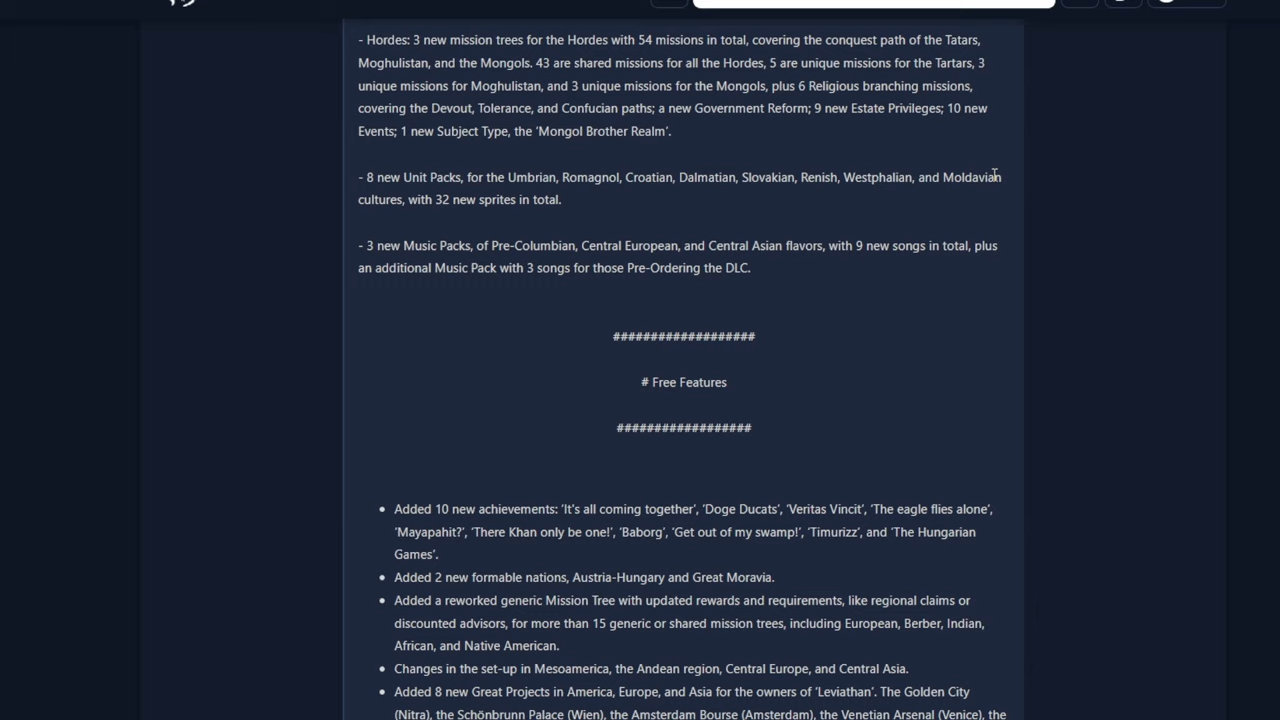 - Hordes: 3 new mission trees for the Hordes with 54 missions in total, covering the conquest path of the Tatars,
Moghulistan, and the Mongols. 43 are shared missions for all the Hordes, 5 are unique missions for the Tartars, 3
unique missions for Moghulistan, and 3 unique missions for the Mongols, plus 6 Religious branching missions,
covering the Devout, Tolerance, and Confucian paths; a new Government Reform; 9 new Estate Privileges; 10 new
Events; 1 new Subject Type, the ‘Mongol Brother Realm’.
- 8 new Unit Packs, for the Umbrian, Romagnol, Croatian, Dalmatian, Slovakian, Renish, Westphalian, and Moldavian
cultures, with 32 new sprites in total.
- 3 new Music Packs, of Pre-Columbian, Central European, and Central Asian flavors, with 9 new songs in total, plus
an additional Music Pack with 3 songs for those Pre-Ordering the DLC.
###################
# Free Features
##################
• Added 10 new achievements: ‘It's all coming together’, ‘Doge Ducats’, ‘Veritas Vincit’, ‘The eagle flies alone’,
‘Mayapahit?’, ‘There Khan only be one!’, ‘Baborg’, ‘Get out of my swamp!’, ‘Timurizz’, and ‘The Hungarian
Games’.
• Added 2 new formable nations, Austria-Hungary and Great Moravia.
• Added a reworked generic Mission Tree with updated rewards and requirements, like regional claims or
discounted advisors, for more than 15 generic or shared mission trees, including European, Berber, Indian,
African, and Native American.
• Changes in the set-up in Mesoamerica, the Andean region, Central Europe, and Central Asia.
• Added 8 new Great Projects in America, Europe, and Asia for the owners of ‘Leviathan’. The Golden City
(Nitra), the Schönbrunn Palace (Wien), the Amsterdam Bourse (Amsterdam), the Venetian Arsenal (Venice), the